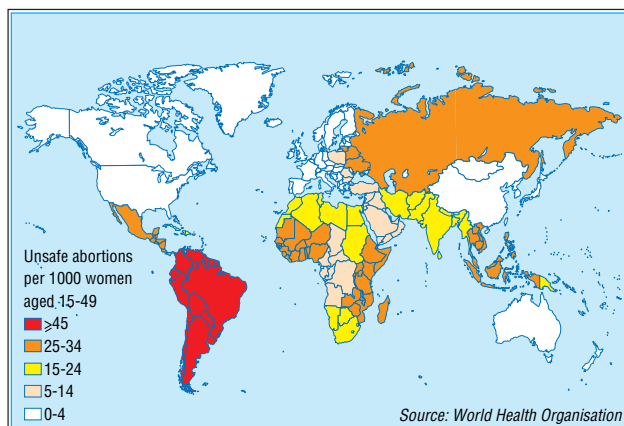 Unsafe abortions
per 1000 women
aged 15-49
≥45
25-34
15-24
5-14
0-4
Source: World Health Organisation